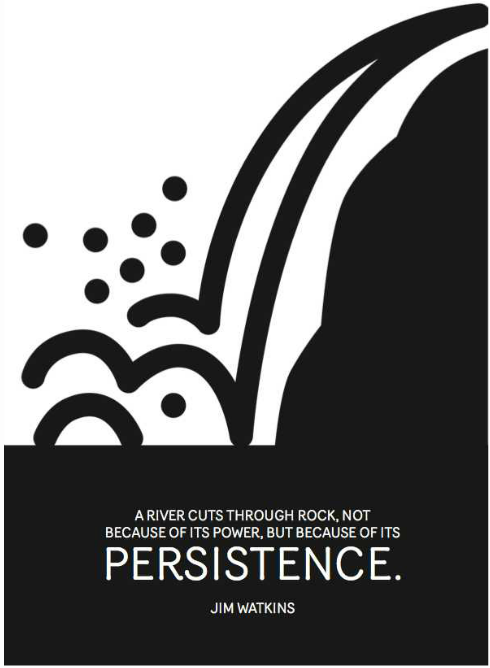 A RIVER CUTS THROUGH ROCK, NOT
BECAUSE OF ITS POWER, BUT BECAUSE OF ITS
PERSISTENCE.
JIM WATKINS